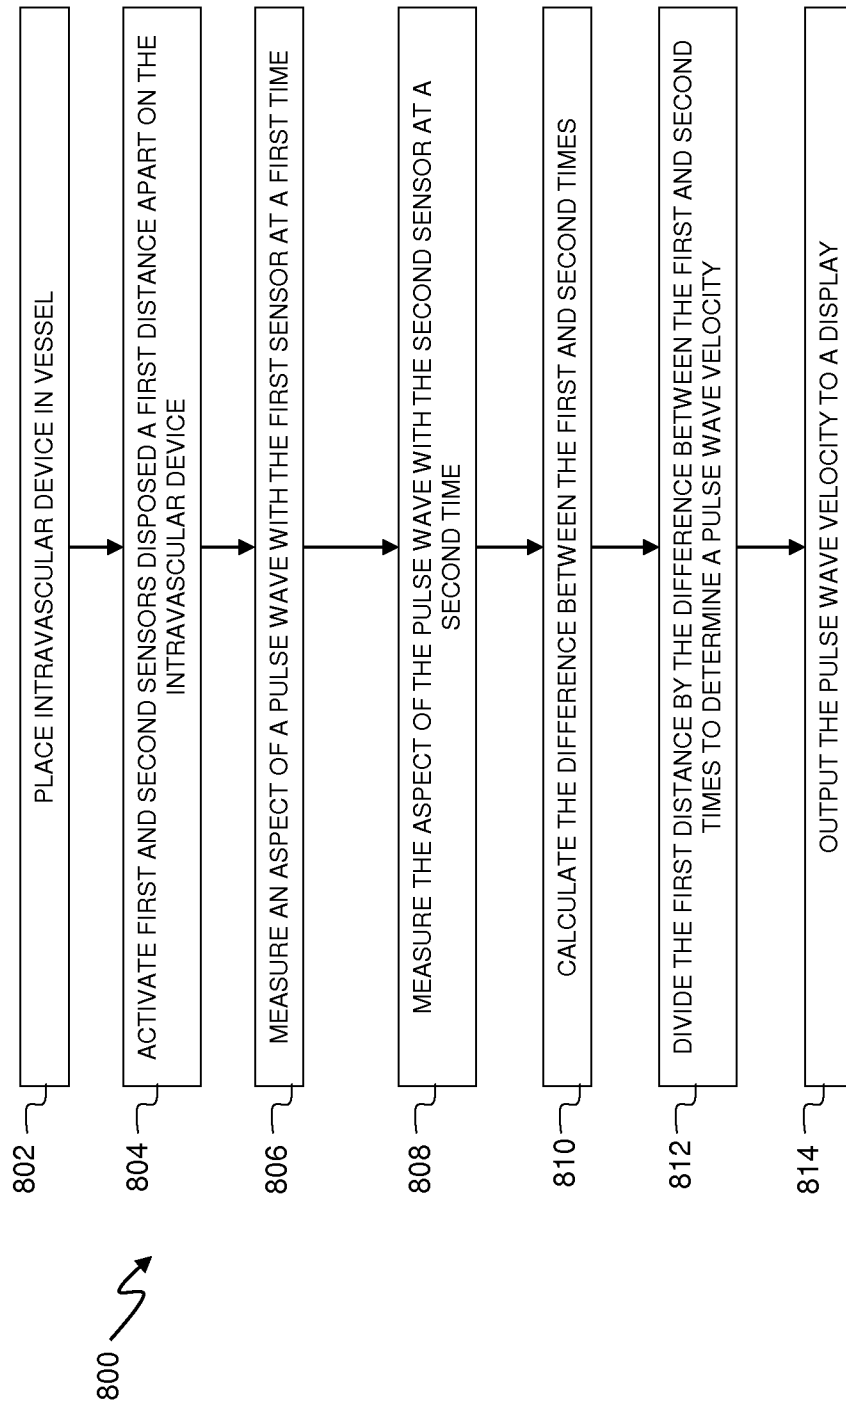 800
802
PLACE INTRAVASCULAR DEVICE IN VESSEL
804
ACTIVATE FIRST AND SECOND SENSORS DISPOSED A FIRST DISTANCE APART ON THE
INTRAVASCULAR DEVICE
806
MEASURE AN ASPECT OF A PULSE WAVE WITH THE FIRST SENSOR AT A FIRST TIME
808
MEASURE THE ASPECT OF THE PULSE WAVE WITH THE SECOND SENSOR AT A
SECOND TIME
810
CALCULATE THE DIFFERENCE BETWEEN THE FIRST AND SECOND TIMES
812
DIVIDE THE FIRST DISTANCE BY THE DIFFERENCE BETWEEN THE FIRST AND SECOND
TIMES TO DETERMINE A PULSE WAVE VELOCITY
814
OUTPUT THE PULSE WAVE VELOCITY TO A DISPLAY